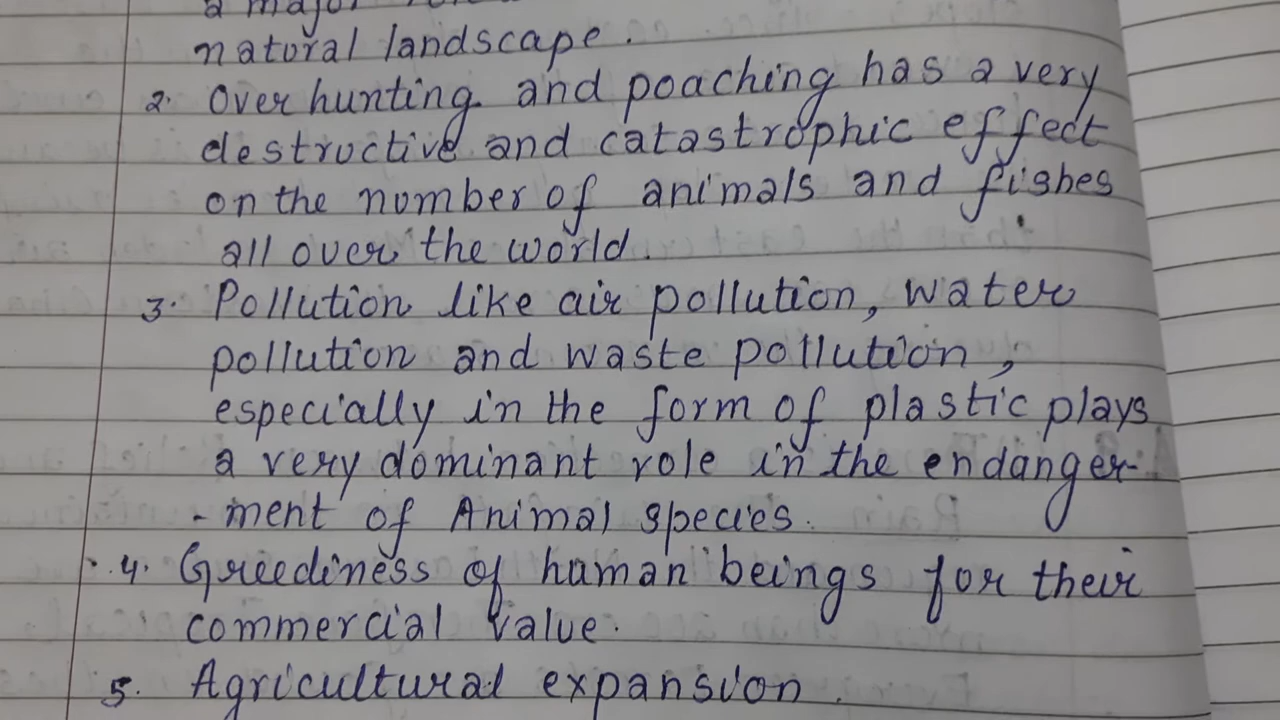 a major
natural landscape.
2. Over hunting and poaching has a very
destructive and catastrophic effect
on the number of animals and fishes
all over the world.
3. Pollution like air pollution, water
pollution and waste pollution,
especially in the form of plastic plays
a very dominant role in the endanger-
- ment of Animal species.
4. Greediness of human beings for their
commercial value.
5. Agricultural expansion.